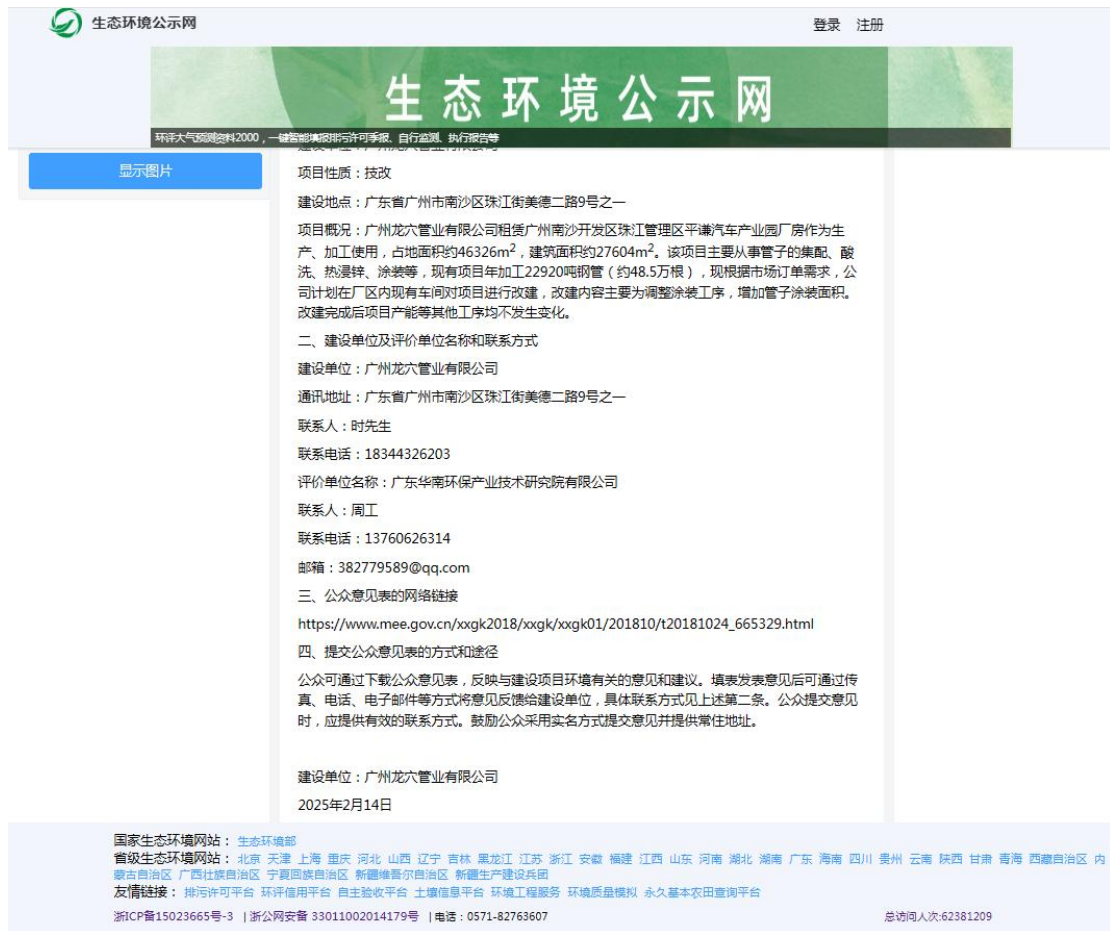 生态环境公示网
登录 注册
生态环境公示网
环评大气预测资料2000，一键智能填报排污许可季报、自行监测、执行报告等
显示图片
项目性质：技改
建设地点：广东省广州市南沙区珠江街美德二路9号之一
项目概况：广州龙穴管业有限公司租赁广州南沙开发区珠江管理区平谦汽车产业园厂房作为生
产、加工使用，占地面积约46326m²，建筑面积约27604m²。该项目主要从事管子的集配、酸
洗、热浸锌、涂装等，现有项目年加工22920吨钢管（约48.5万根），现根据市场订单需求，公
司计划在厂区内现有车间对项目进行改建，改建内容主要为调整涂装工序，增加管子涂装面积。
改建完成后项目产能等其他工序均不发生变化。
二、建设单位及评价单位名称和联系方式
建设单位：广州龙穴管业有限公司
通讯地址：广东省广州市南沙区珠江街美德二路9号之一
联系人：时先生
联系电话：18344326203
评价单位名称：广东华南环保产业技术研究院有限公司
联系人：周工
联系电话：13760626314
邮箱：382779589@qq.com
三、公众意见表的网络链接
https://www.mee.gov.cn/xxgk2018/xxgk/xxgk01/201810/t20181024_665329.html
四、提交公众意见表的方式和途径
公众可通过下载公众意见表，反映与建设项目环境有关的意见和建议。填表发表意见后可通过传
真、电话、电子邮件等方式将意见反馈给建设单位，具体联系方式见上述第二条。公众提交意见
时，应提供有效的联系方式。鼓励公众采用实名方式提交意见并提供常住地址。
建设单位：广州龙穴管业有限公司
2025年2月14日
国家生态环境网站：生态环境部
省级生态环境网站：北京 天津 上海 重庆 河北 山西 辽宁 吉林 黑龙江 江苏 浙江 安徽 福建 江西 山东 河南 湖北 湖南 广东 海南 四川 贵州 云南 陕西 甘肃 青海 西藏自治区 内
蒙古自治区 广西壮族自治区 宁夏回族自治区 新疆维吾尔自治区 新疆生产建设兵团
友情链接：排污许可平台 环评信用平台 自主验收平台 土壤信息平台 环境工程服务 环境质量模拟 永久基本农田查询平台
浙ICP备15023665号-3 |浙公网安备 33011002014179号 |电话：0571-82763607 总访问人次:62381209